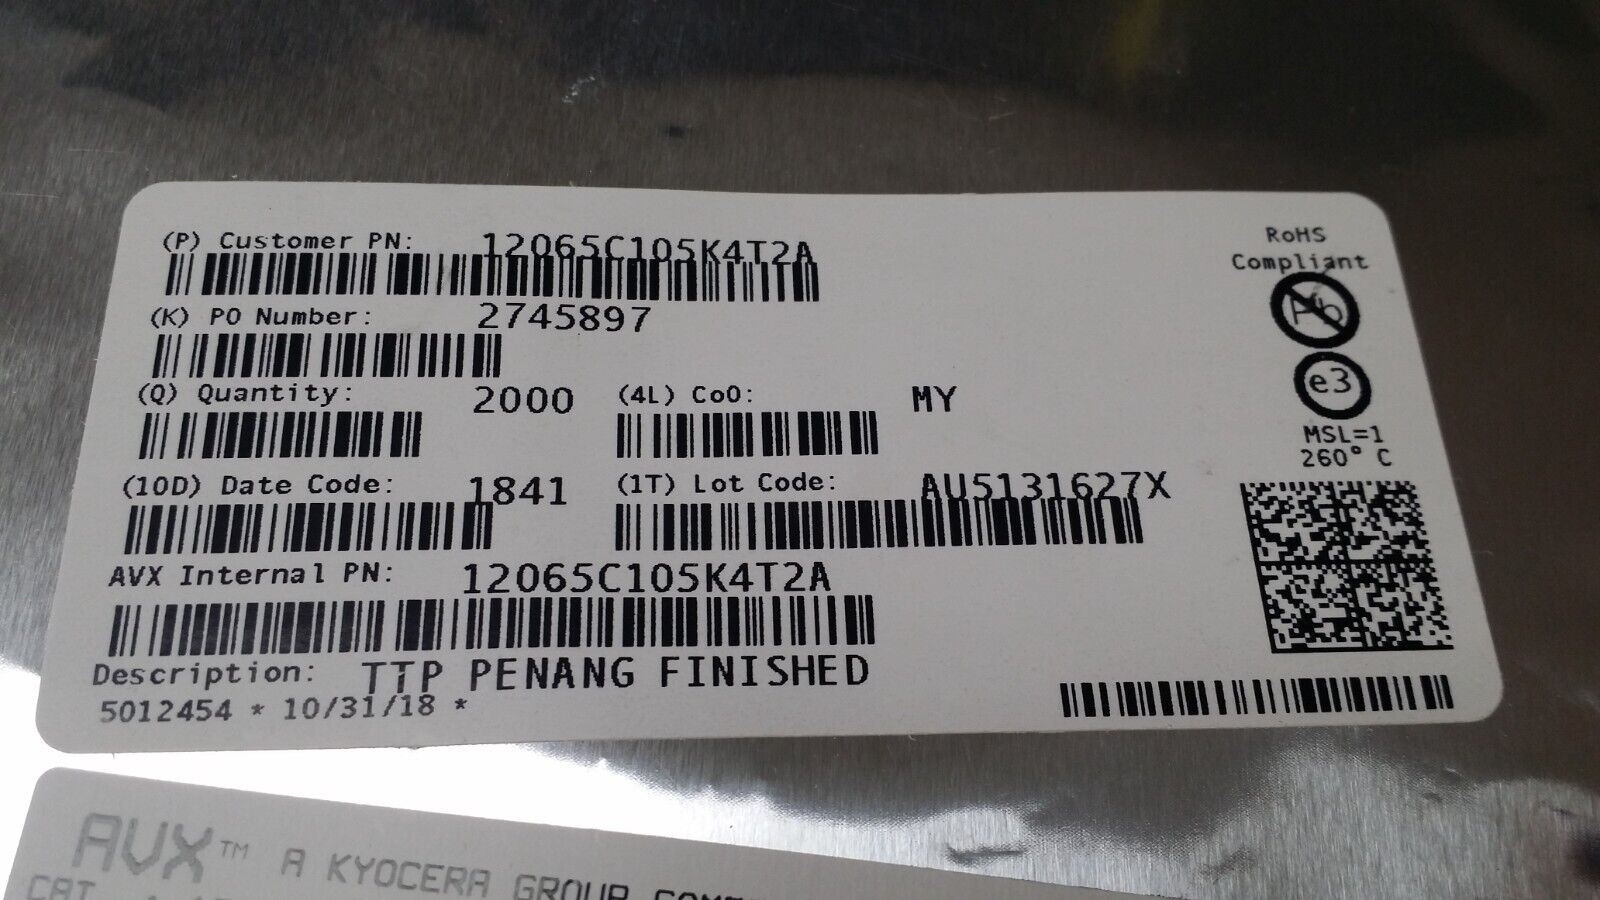 (P) Customer PN: 12065C105K4T2A
RoHS
Compliant
Pb
(K) PO Number: 2745897
e3
(Q) Quantity: 2000 (4L) CoO: MY
MSL=1
260° C
(10D) Date Code: 1841 (1T) Lot Code: AU5131627X
AVX Internal PN: 12065C105K4T2A
Description: TTP PENANG FINISHED
5012454 * 10/31/18 *
AVX™ A KYOCERA GROUP